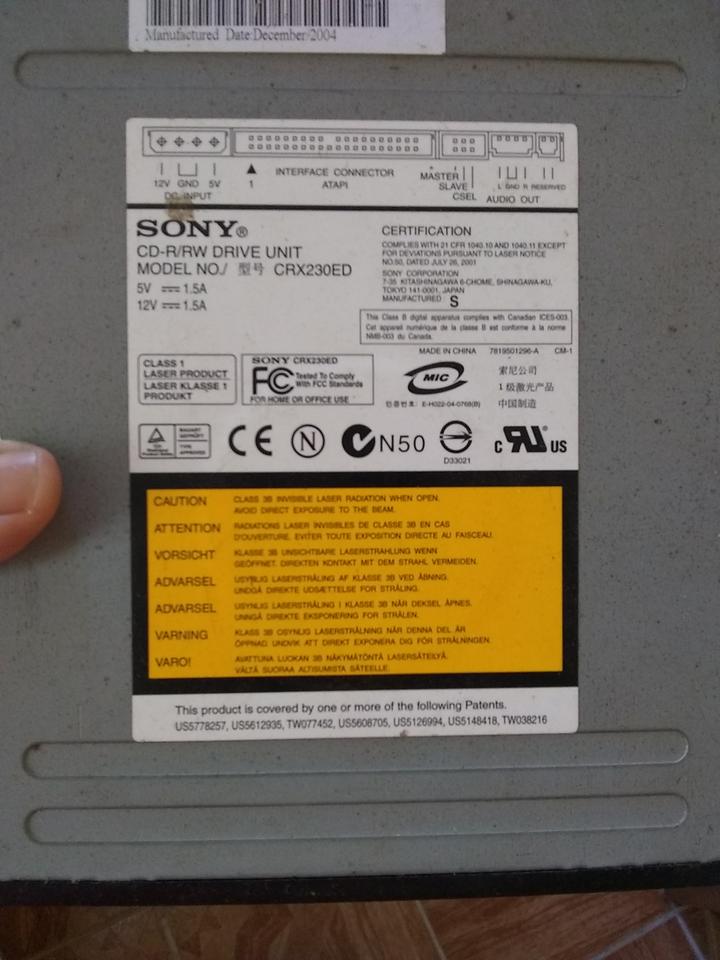 Manufactured Date:December/2004
12V GND 5V
DC INPUT
1
INTERFACE CONNECTOR
ATAPI
MASTER
SLAVE
CSEL
L GND R RESERVED
AUDIO OUT
SONY®
CD-R/RW DRIVE UNIT
MODEL NO./ 型号 CRX230ED
5V 1.5A
12V 1.5A
CERTIFICATION
COMPLIES WITH 21 CFR 1040.10 AND 1040.11 EXCEPT
FOR DEVIATIONS PURSUANT TO LASER NOTICE
NO.50, DATED JULY 26, 2001
SONY CORPORATION
7-35 KITASHINAGAWA 6-CHOME, SHINAGAWA-KU,
TOKYO 141-0001, JAPAN
MANUFACTURED: S
This Class B digital apparatus complies with Canadian ICES-003.
Cet appareil numérique de la classe B est conforme à la norme
NMB-003 du Canada.
MADE IN CHINA 7819501296-A CM-1
CLASS 1
LASER PRODUCT
LASER KLASSE 1
PRODUKT
SONY CRX230ED
FC Tested To Comply
With FCC Standards
FOR HOME OR OFFICE USE
MIC
인증번호: E-H022-04-0768(B)
索尼公司
1 级激光产品
中国制造
BAUART
GEPRÜFT
TYPE
APPROVED
CE
N
N50
D33021
c RU US
CAUTION CLASS 3B INVISIBLE LASER RADIATION WHEN OPEN.
AVOID DIRECT EXPOSURE TO THE BEAM.
ATTENTION RADIATIONS LASER INVISIBLES DE CLASSE 3B EN CAS
D'OUVERTURE. EVITER TOUTE EXPOSITION DIRECTE AU FAISCEAU.
VORSICHT KLASSE 3B UNSICHTBARE LASERSTRAHLUNG WENN
GEÖFFNET. DIREKTEN KONTAKT MIT DEM STRAHL VERMEIDEN.
ADVARSEL USYNLIG LASERSTRÅLING AF KLASSE 3B VED ÅBNING.
UNDGÅ DIREKTE UDSÆTTELSE FOR STRÅLING.
ADVARSEL USYNLIG LASERSTRÅLING I KLASSE 3B NÅR DEKSEL ÅPNES.
UNNGÅ DIREKTE EKSPONERING FOR STRÅLEN.
VARNING KLASS 3B OSYNLIG LASERSTRÅLNING NÄR DENNA DEL ÄR
ÖPPNAD. UNDVIK ATT DIREKT EXPONERA DIG FÖR STRÅLNINGEN.
VARO! AVATTUNA LUOKAN 3B NÄKYMÄTÖNTÄ LASERSÄTEILYÄ.
VÄLTÄ SUORAA ALTISUMISTA SÄTEELLE.
This product is covered by one or more of the following Patents.
US5778257, US5612935, TW077452, US5608705, US5126994, US5148418, TW038216